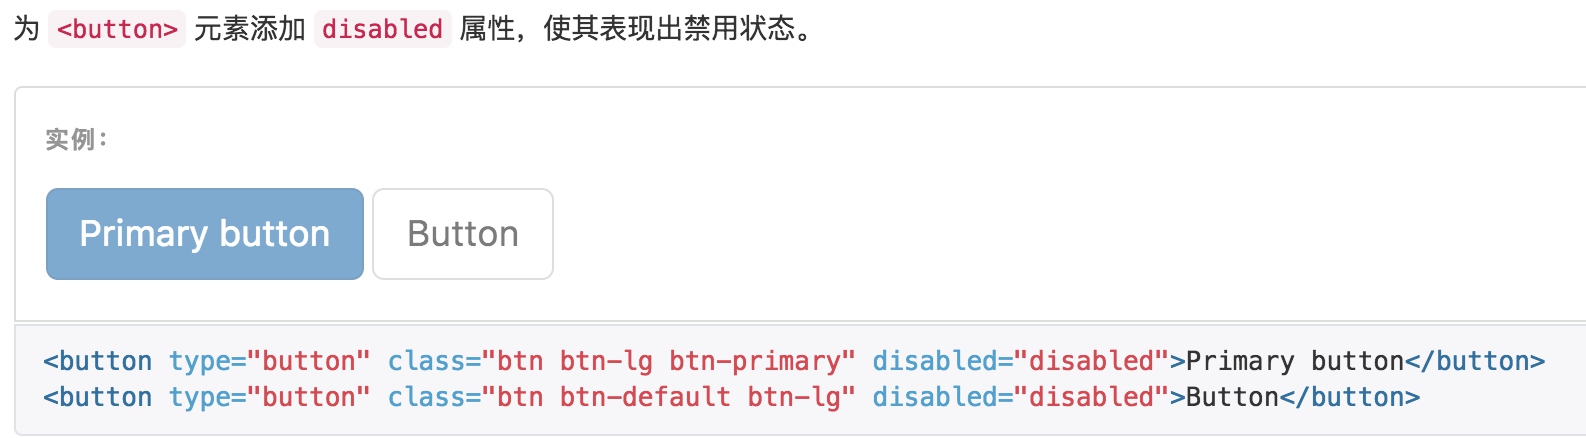 为 <button> 元素添加 disabled 属性，使其表现出禁用状态。
实例：
Primary button Button
<button type="button" class="btn btn-lg btn-primary" disabled="disabled">Primary button</button>
<button type="button" class="btn btn-default btn-lg" disabled="disabled">Button</button>